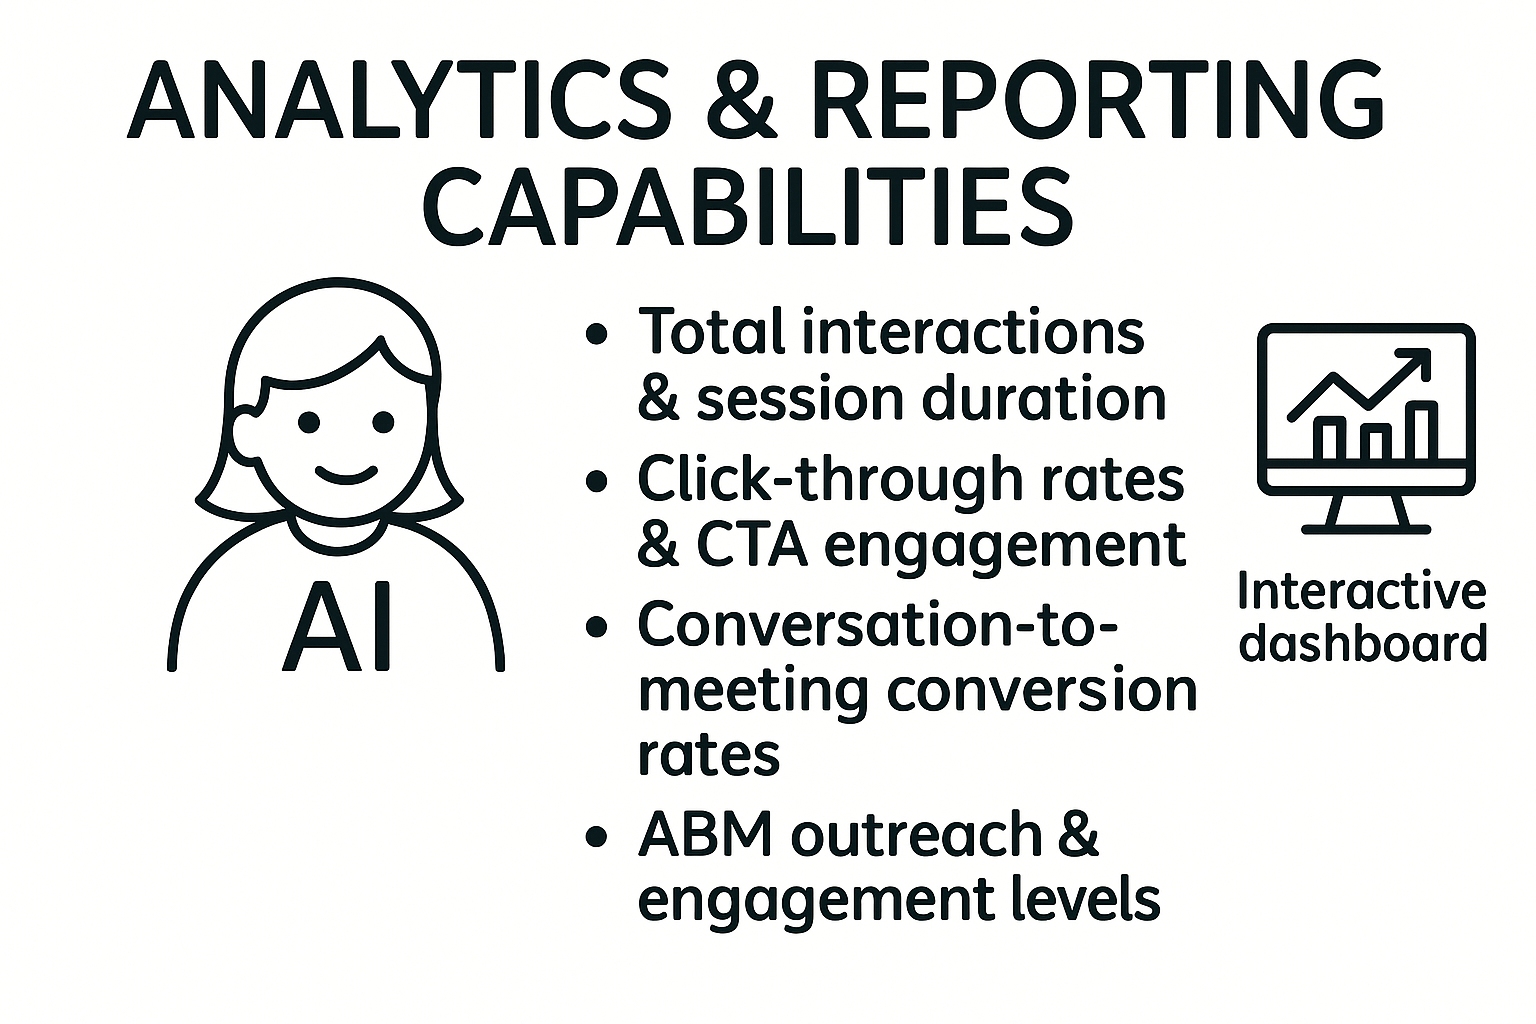 ANALYTICS & REPORTING
CAPABILITIES
AI
• Total interactions
& session duration
• Click-through rates
& CTA engagement
• Conversation-to-
meeting conversion
rates
• ABM outreach &
engagement levels
Interactive
dashboard